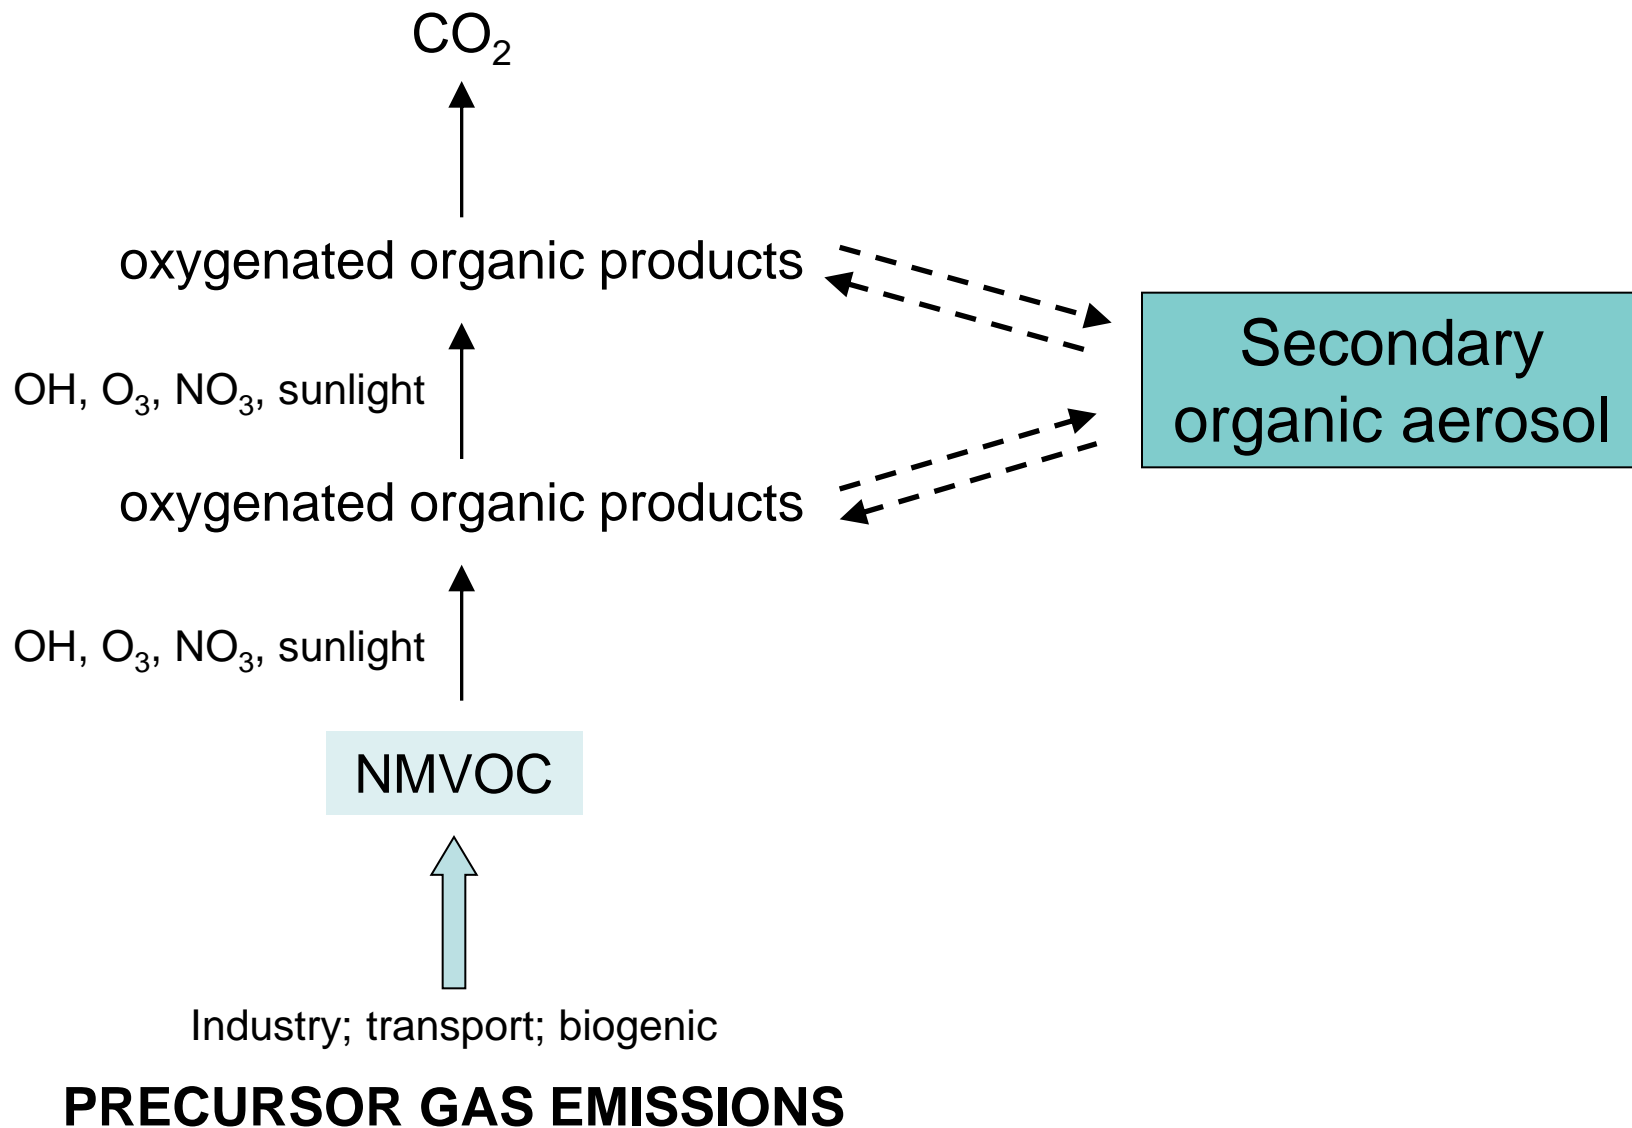 CO₂
oxygenated organic products
OH, O₃, NO₃, sunlight
Secondary
organic aerosol
oxygenated organic products
OH, O₃, NO₃, sunlight
NMVOC
Industry; transport; biogenic
PRECURSOR GAS EMISSIONS